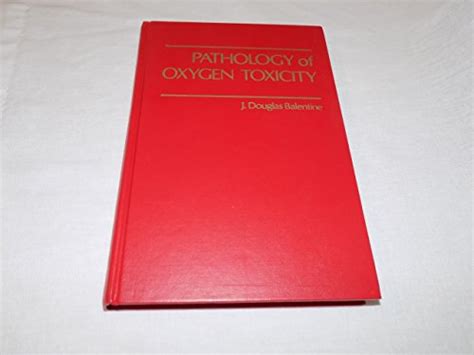 PATHOLOGY of
OXYGEN TOXICITY
J. Douglas Balentine